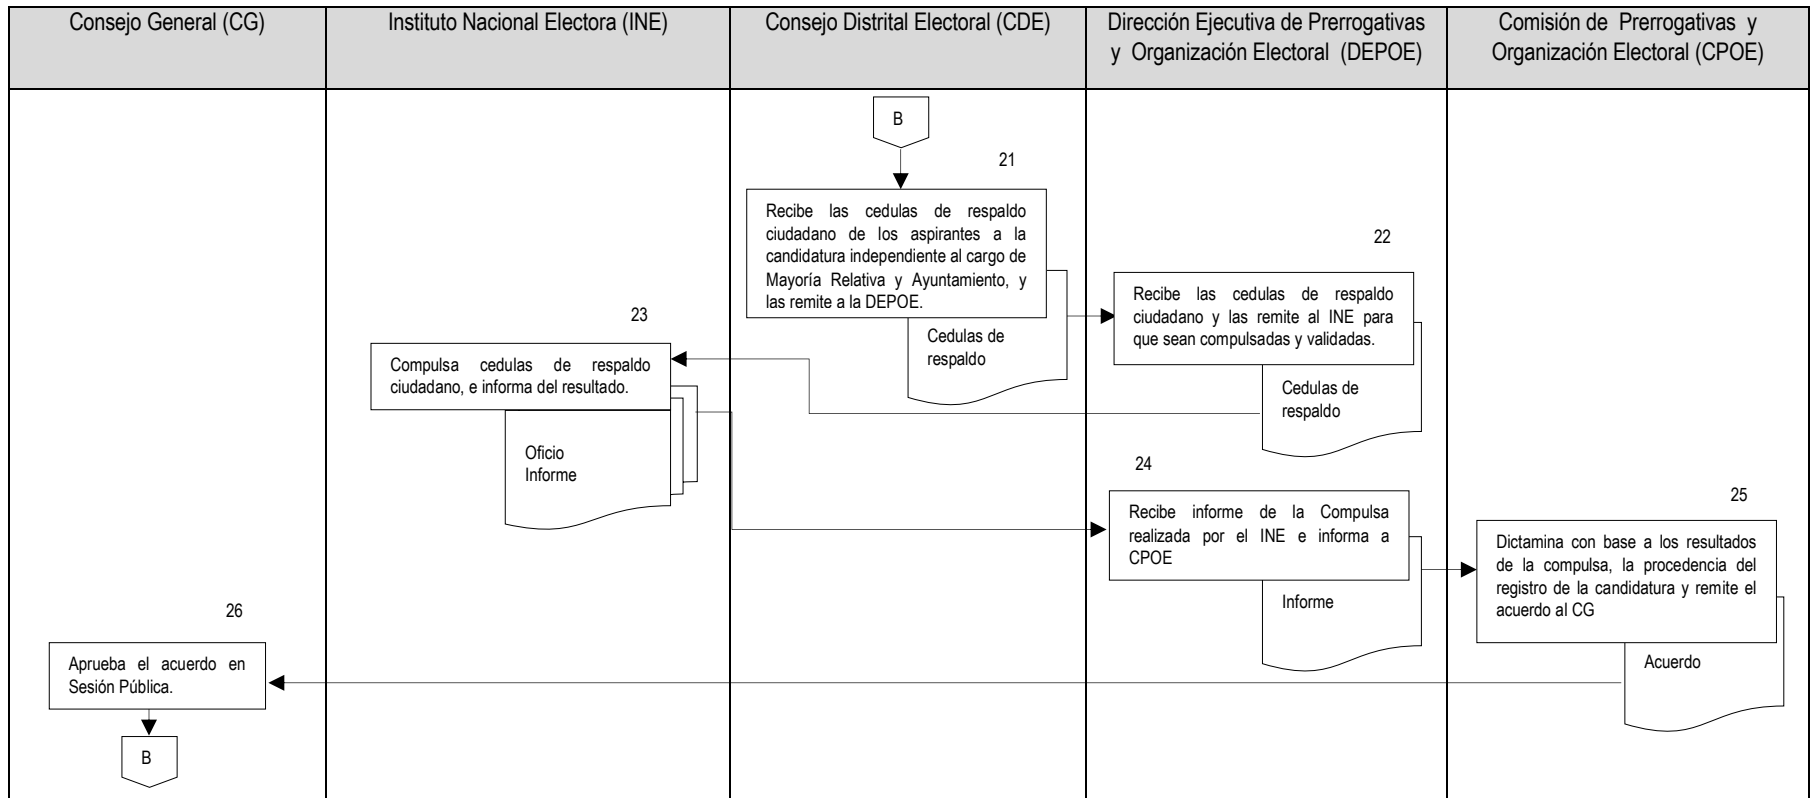 Consejo General (CG)
Instituto Nacional Electora (INE)
Consejo Distrital Electoral (CDE)
Dirección Ejecutiva de Prerrogativas
y Organización Electoral (DEPOE)
Comisión de Prerrogativas y
Organización Electoral (CPOE)
B
21
Recibe las cedulas de respaldo
ciudadano de los aspirantes a la
candidatura independiente al cargo de
Mayoría Relativa y Ayuntamiento, y
las remite a la DEPOE.
Cedulas de
respaldo
22
Recibe las cedulas de respaldo
ciudadano y las remite al INE para
que sean compulsadas y validadas.
Cedulas de
respaldo
23
Compulsa cedulas de respaldo
ciudadano, e informa del resultado.
Oficio
Informe
24
Recibe informe de la Compulsa
realizada por el INE e informa a
CPOE
Informe
25
Dictamina con base a los resultados
de la compulsa, la procedencia del
registro de la candidatura y remite el
acuerdo al CG
Acuerdo
26
Aprueba el acuerdo en
Sesión Pública.
B